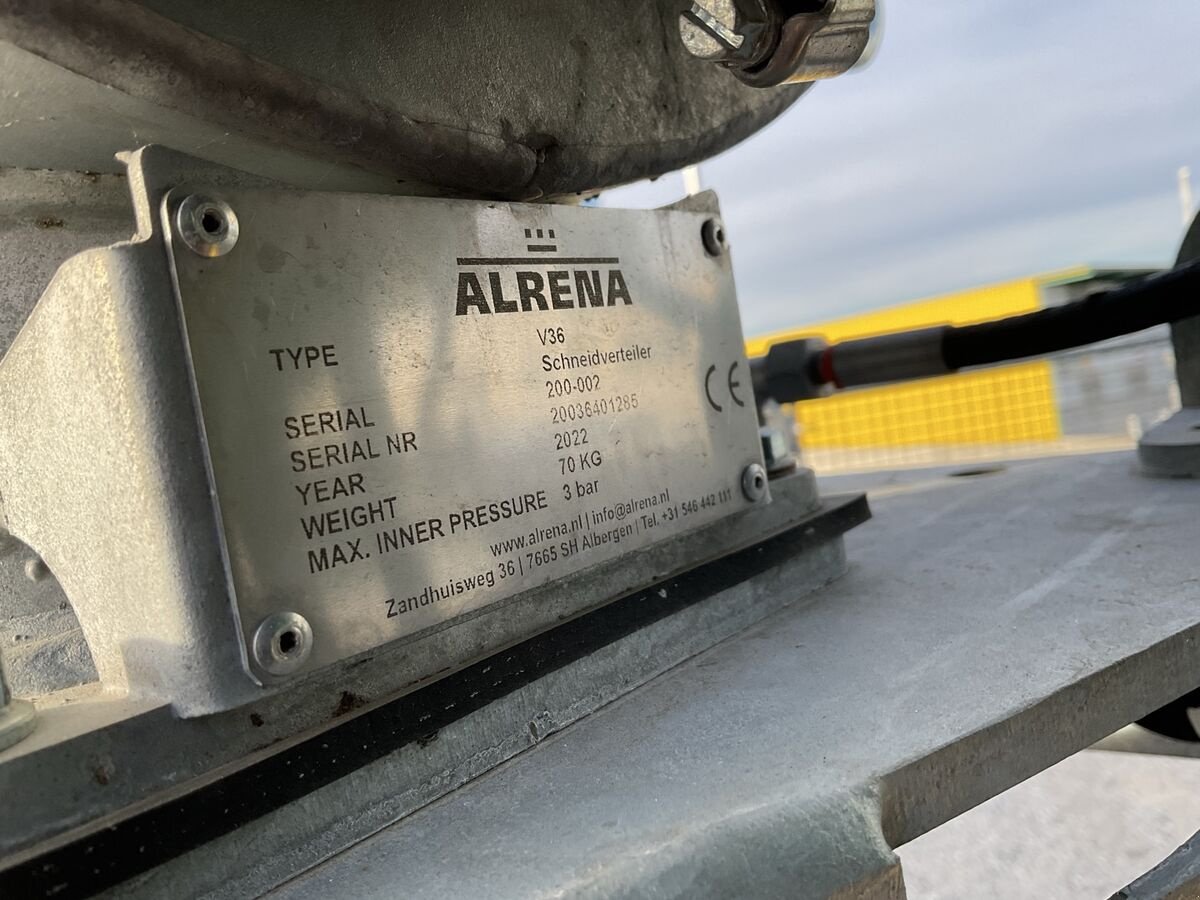 ALRENA
TYPE V36
Schneidverteiler
SERIAL 200-002
SERIAL NR 20036401285
YEAR 2022
WEIGHT 70 KG
MAX. INNER PRESSURE 3 bar
CE
www.alrena.nl | info@alrena.nl
Zandhuisweg 36 | 7665 SH Albergen | Tel. +31 546 442 111